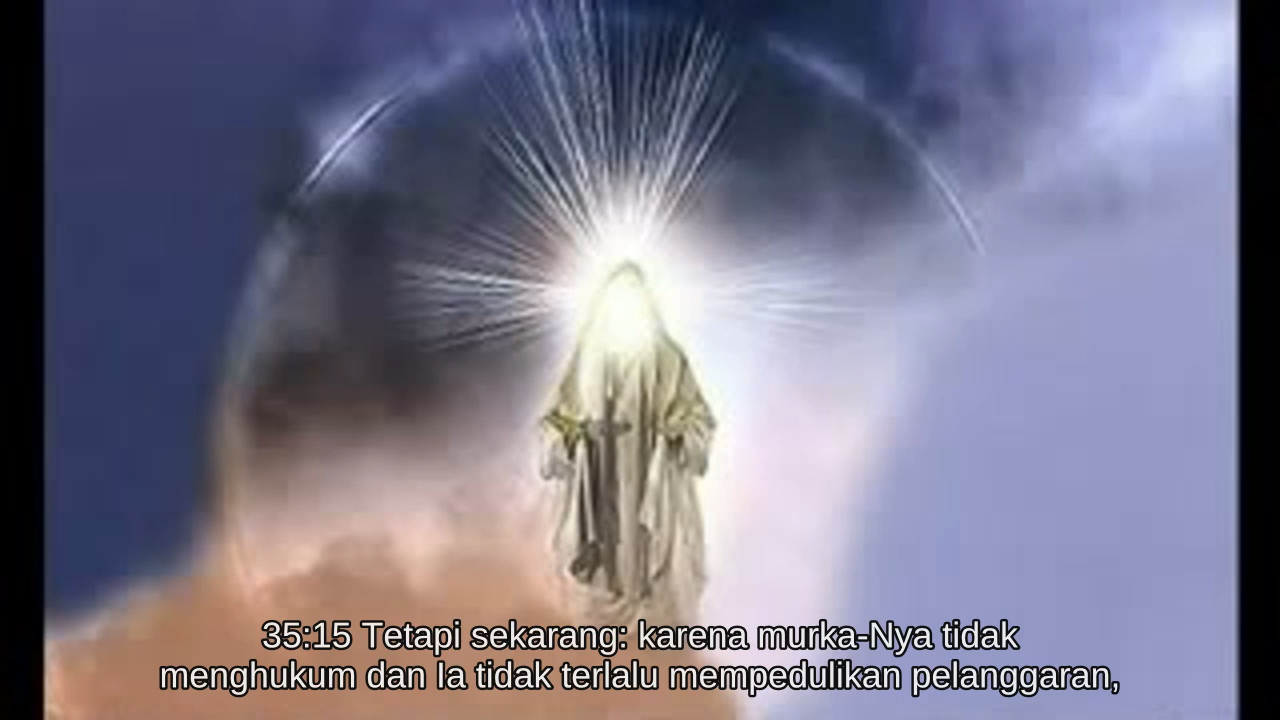 35:15 Tetapi sekarang: karena murka-Nya tidak
menghukum dan Ia tidak terlalu mempedulikan pelanggaran,